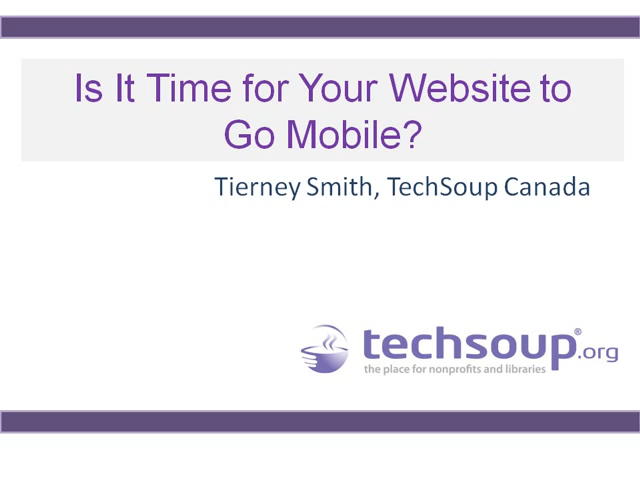 Is It Time for Your Website to
Go Mobile?
Tierney Smith, TechSoup Canada
techsoup®.org
the place for nonprofits and libraries